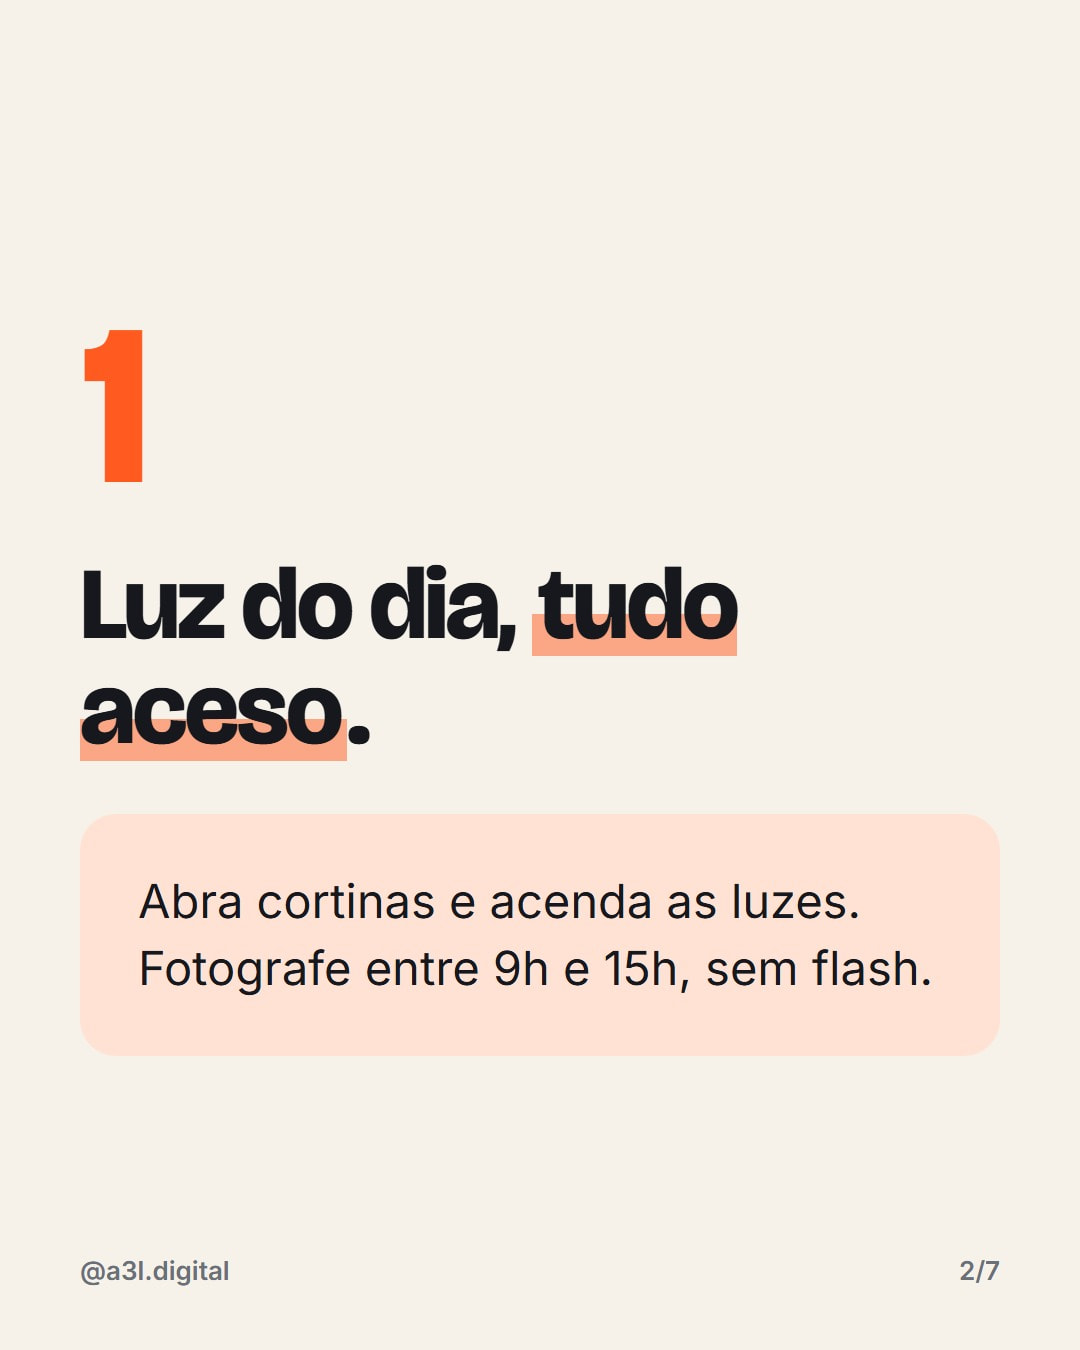 1
Luz do dia, tudo
aceso.
Abra cortinas e acenda as luzes.
Fotografe entre 9h e 15h, sem flash.
@a3l.digital
2/7